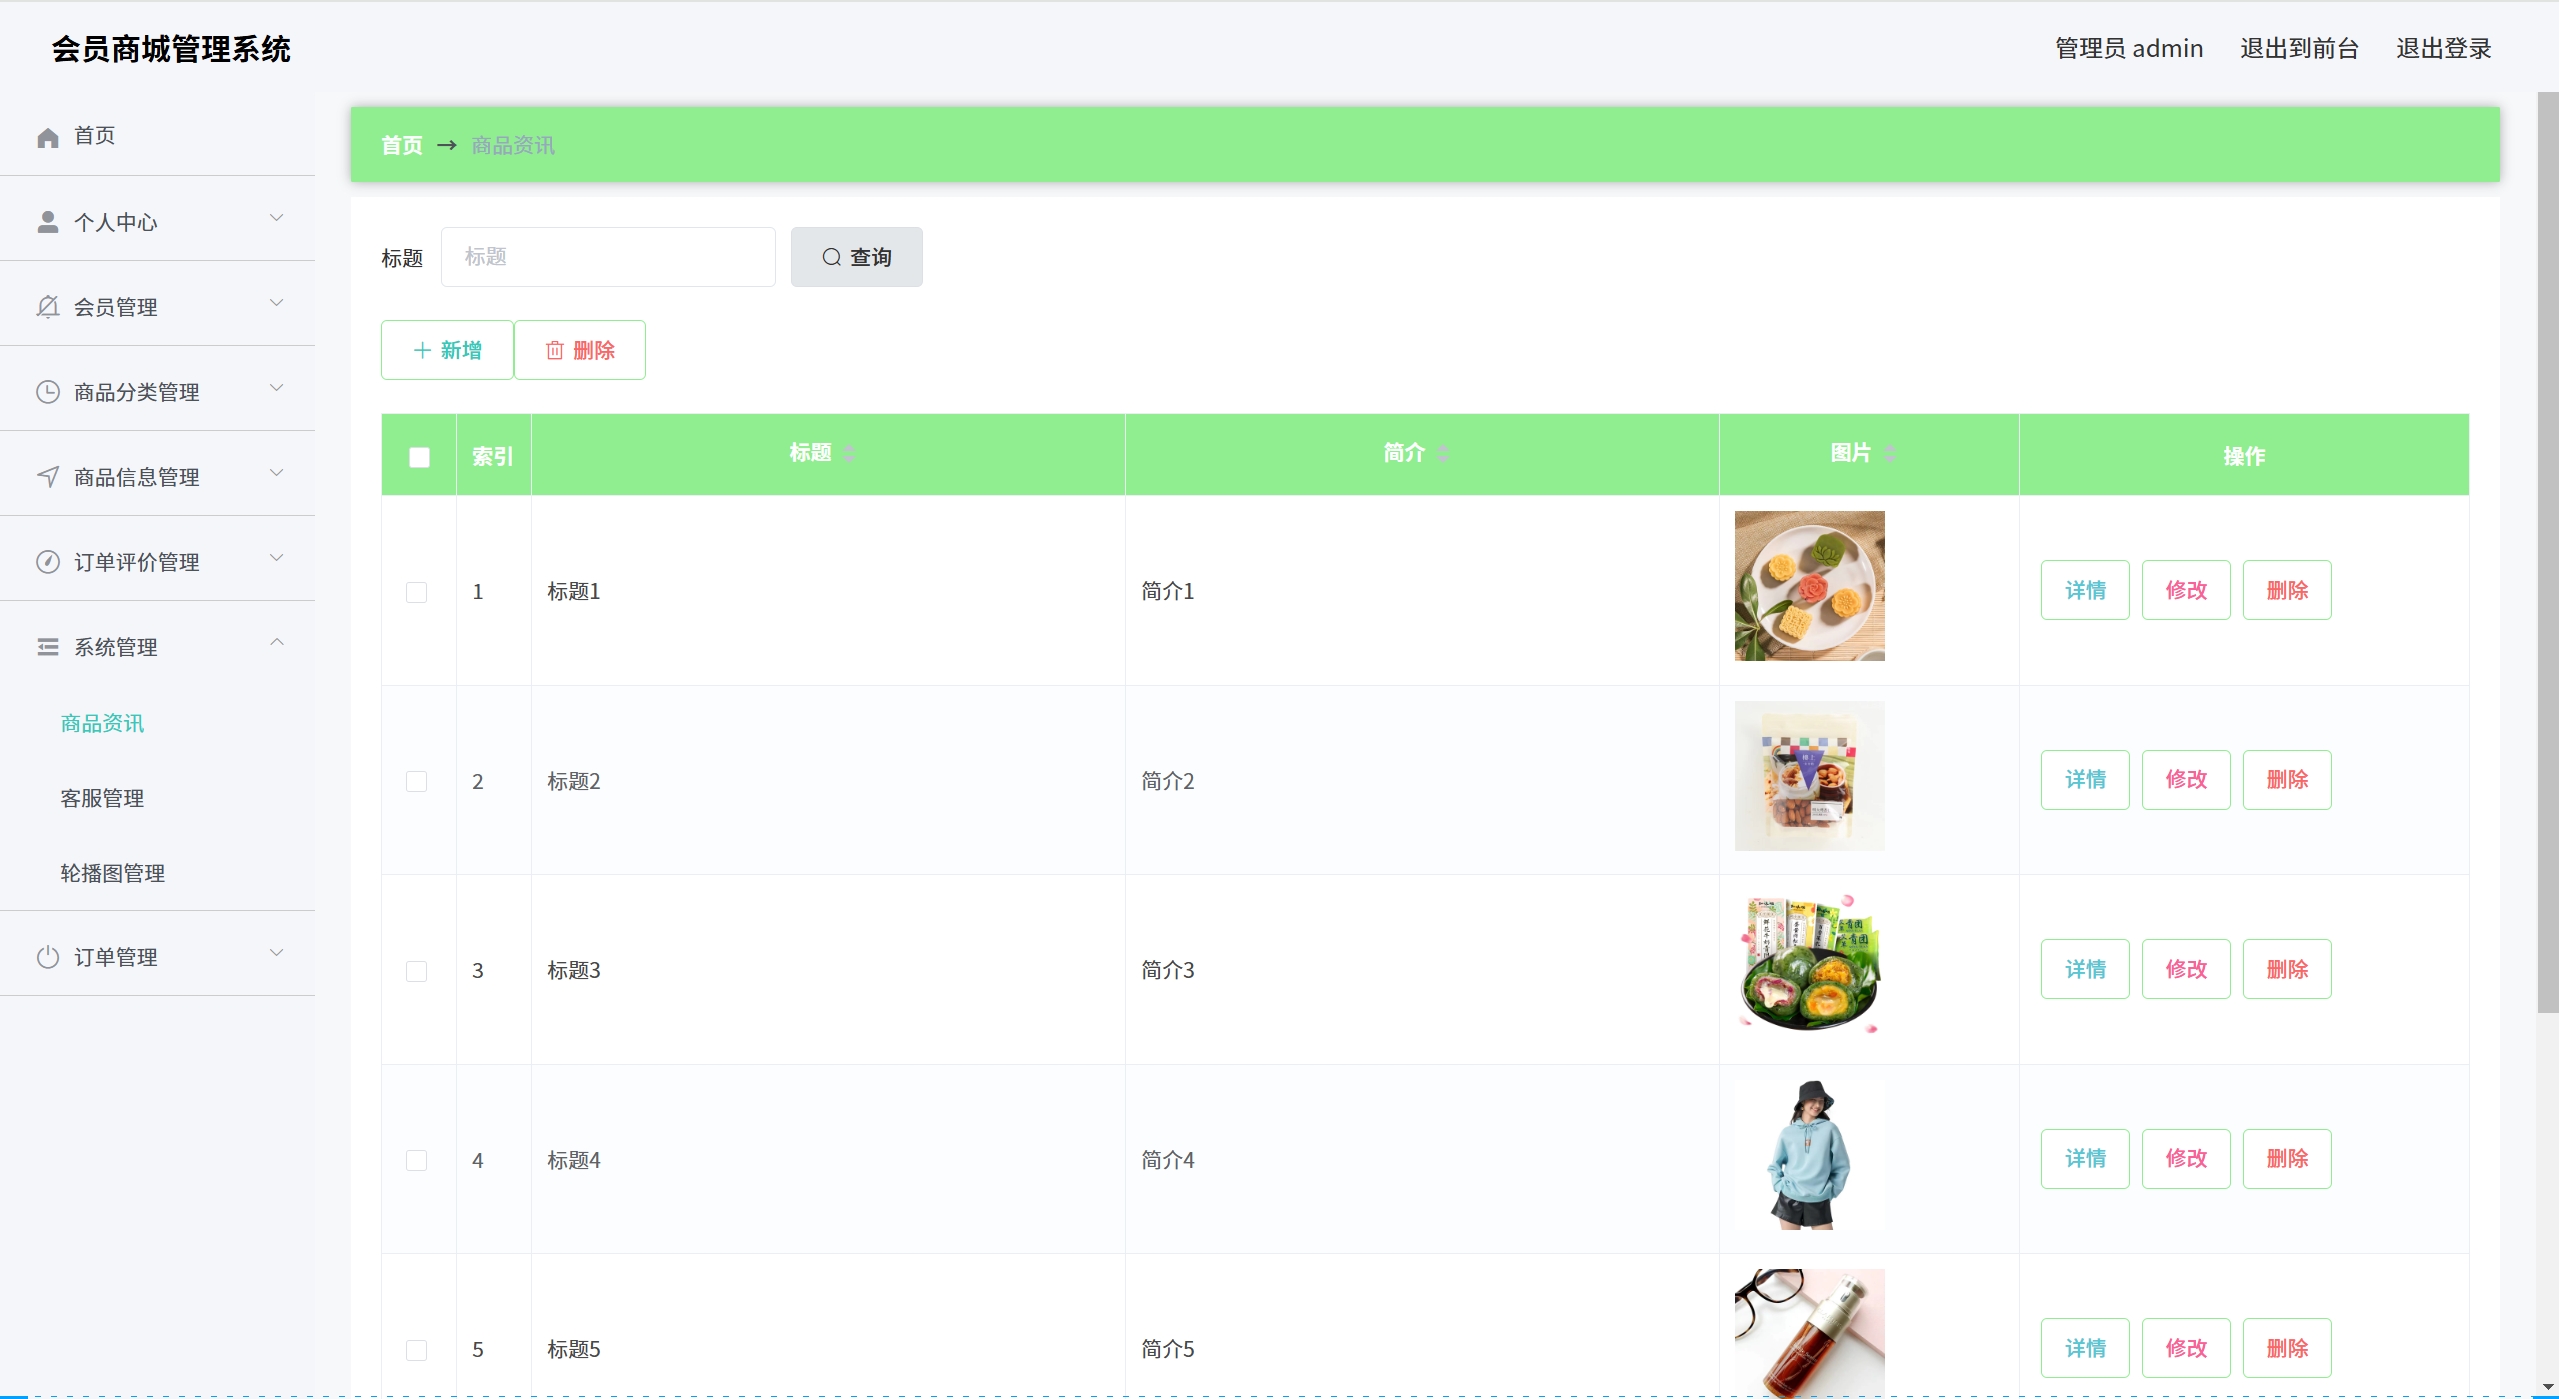 会员商城管理系统
管理员 admin 退出到前台 退出登录
首页
个人中心
会员管理
商品分类管理
商品信息管理
订单评价管理
系统管理
商品资讯
客服管理
轮播图管理
订单管理
首页 → 商品资讯
标题 标题 查询
新增 删除
索引 标题 简介 图片 操作
1 标题1 简介1 详情 修改 删除
2 标题2 简介2 详情 修改 删除
3 标题3 简介3 详情 修改 删除
4 标题4 简介4 详情 修改 删除
5 标题5 简介5 详情 修改 删除